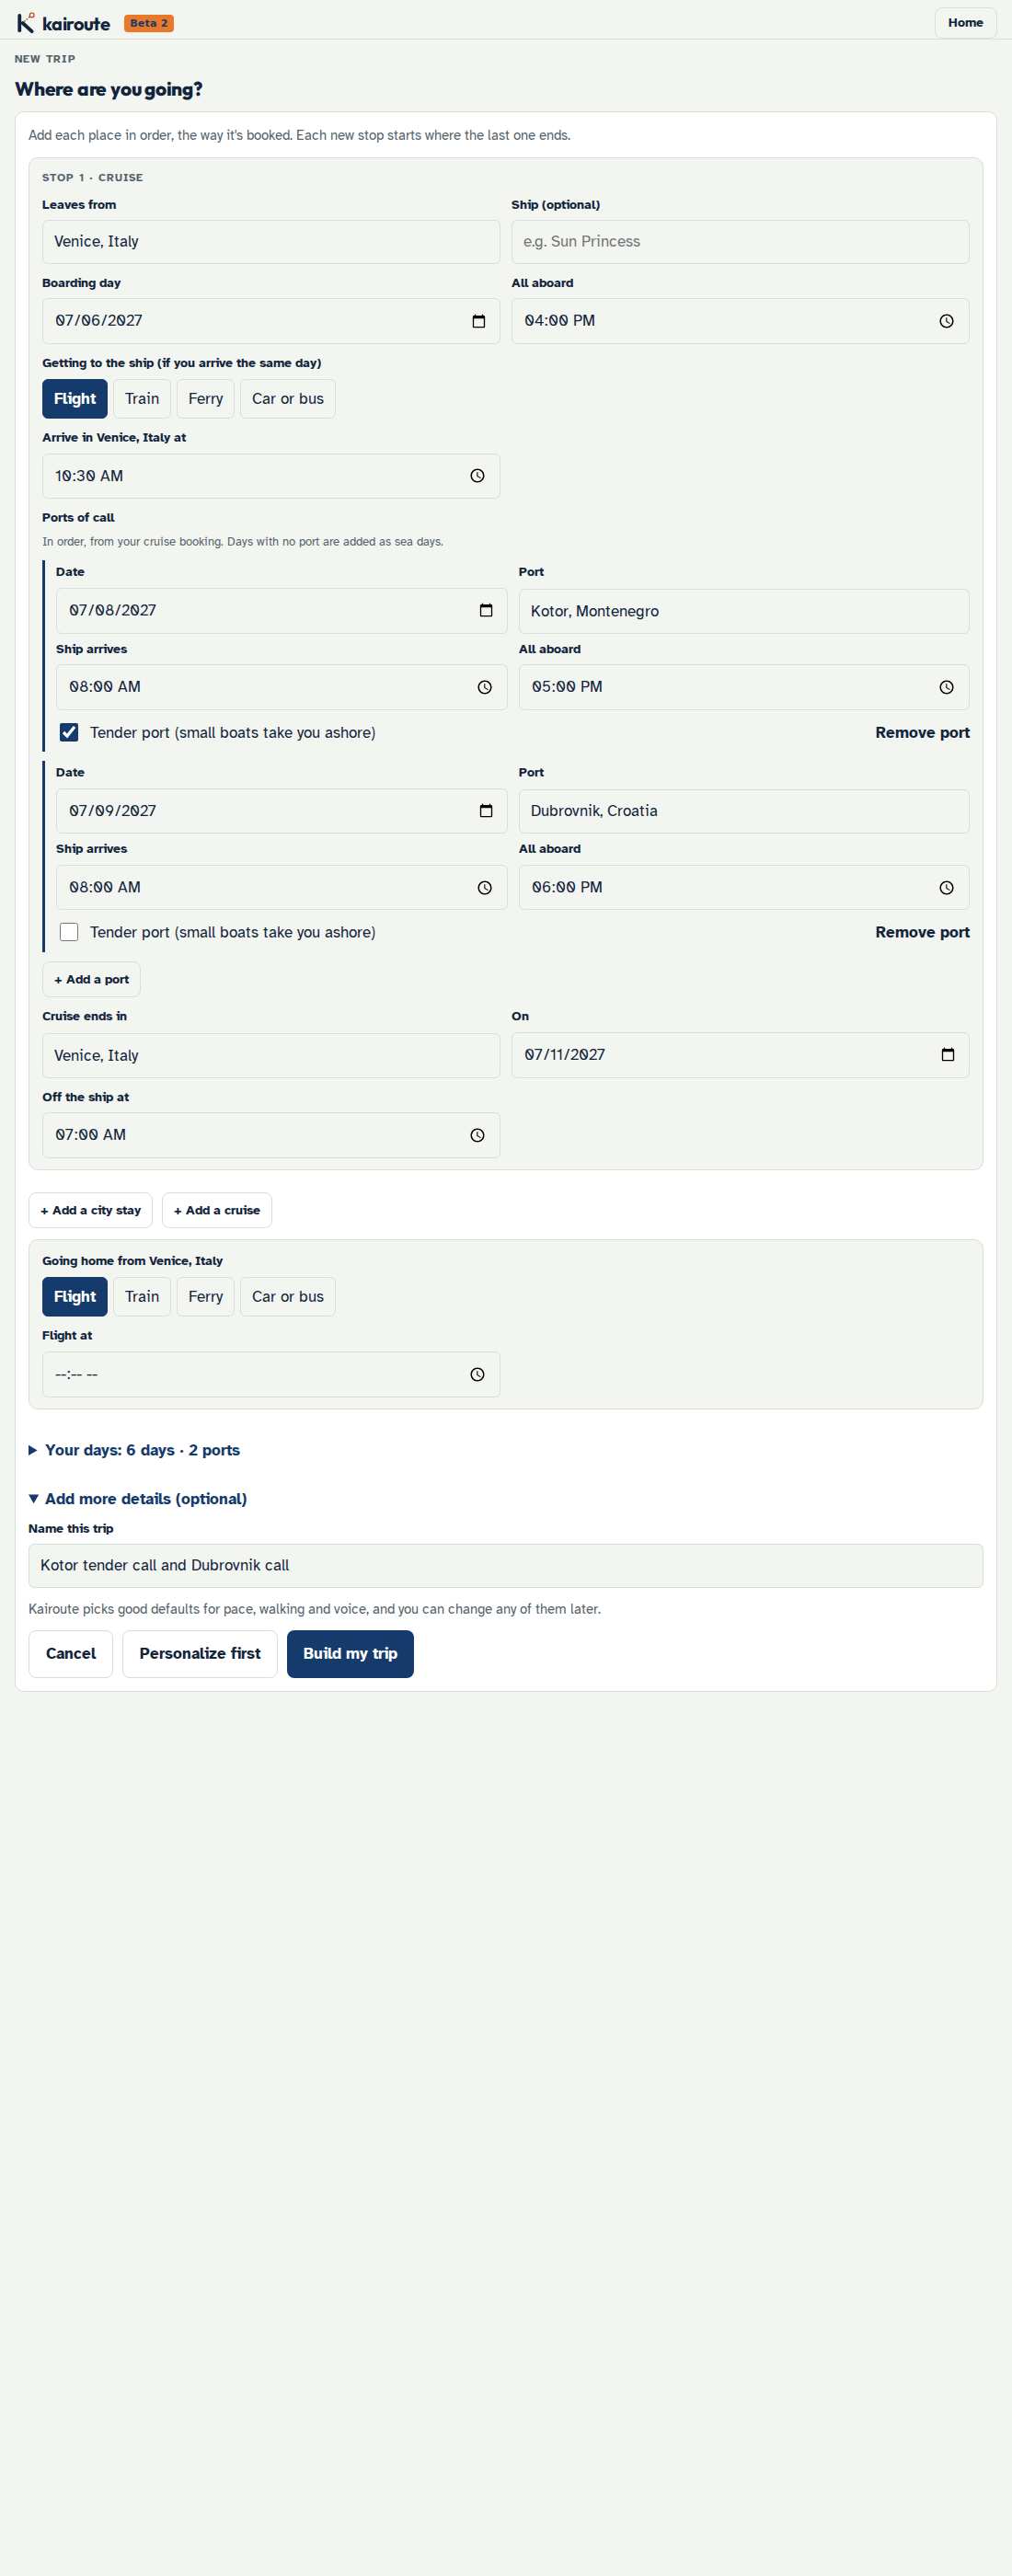 kairoute Beta 2 Home
NEW TRIP
Where are you going?
Add each place in order, the way it's booked. Each new stop starts where the last one ends.
STOP 1 · CRUISE
Leaves from Ship (optional)
Venice, Italy e.g. Sun Princess
Boarding day All aboard
07/06/2027 04:00 PM
Getting to the ship (if you arrive the same day)
Flight Train Ferry Car or bus
Arrive in Venice, Italy at
10:30 AM
Ports of call
In order, from your cruise booking. Days with no port are added as sea days.
Date Port
07/08/2027 Kotor, Montenegro
Ship arrives All aboard
08:00 AM 05:00 PM
Tender port (small boats take you ashore) Remove port
Date Port
07/09/2027 Dubrovnik, Croatia
Ship arrives All aboard
08:00 AM 06:00 PM
Tender port (small boats take you ashore) Remove port
+ Add a port
Cruise ends in On
Venice, Italy 07/11/2027
Off the ship at
07:00 AM
+ Add a city stay + Add a cruise
Going home from Venice, Italy
Flight Train Ferry Car or bus
Flight at
--:-- --
Your days: 6 days · 2 ports
Add more details (optional)
Name this trip
Kotor tender call and Dubrovnik call
Kairoute picks good defaults for pace, walking and voice, and you can change any of them later.
Cancel Personalize first Build my trip